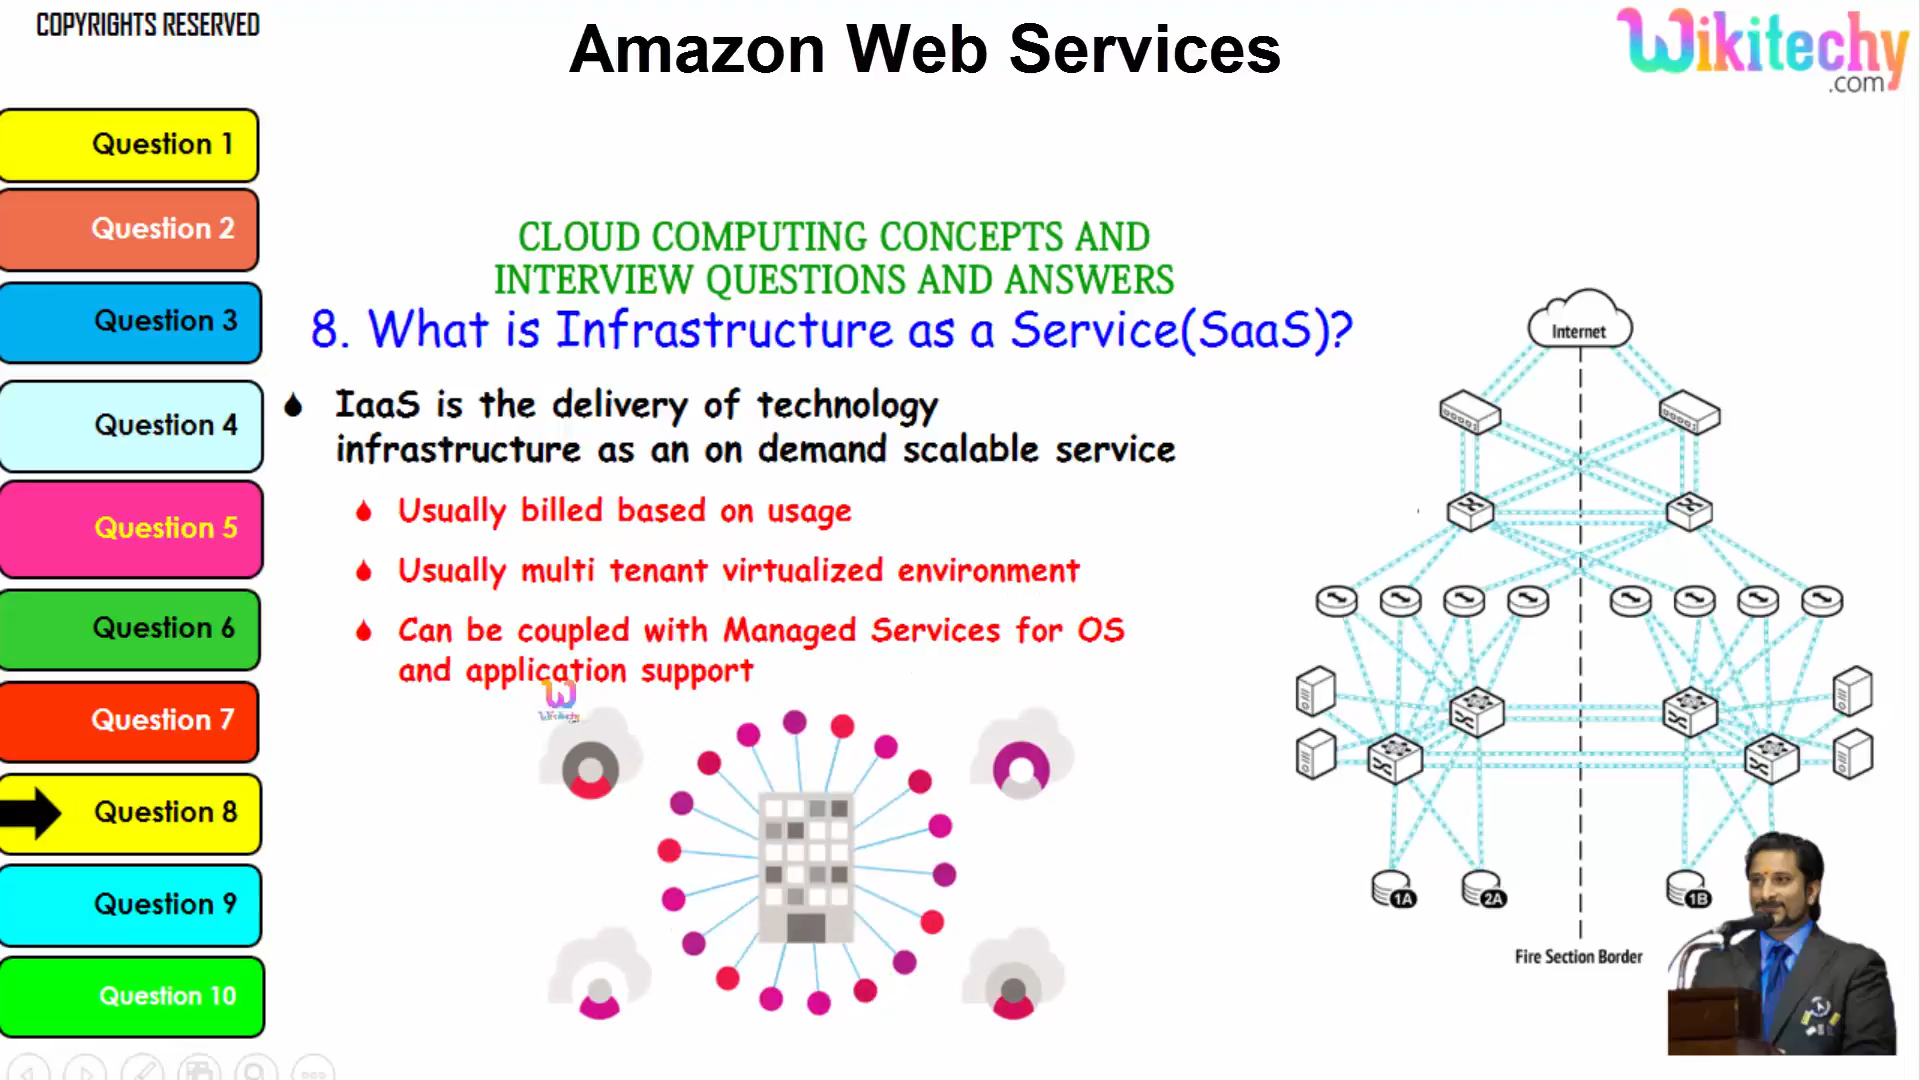 COPYRIGHTS RESERVED
Amazon Web Services
Wikitechy
.com
Question 1
Question 2
Question 3
Question 4
Question 5
Question 6
Question 7
Question 8
Question 9
Question 10
CLOUD COMPUTING CONCEPTS AND
INTERVIEW QUESTIONS AND ANSWERS
8. What is Infrastructure as a Service(SaaS)?
IaaS is the delivery of technology
infrastructure as an on demand scalable service
Usually billed based on usage
Usually multi tenant virtualized environment
Can be coupled with Managed Services for OS
and application support
W
Wikitechy
Internet
1A
2A
1B
Fire Section Border